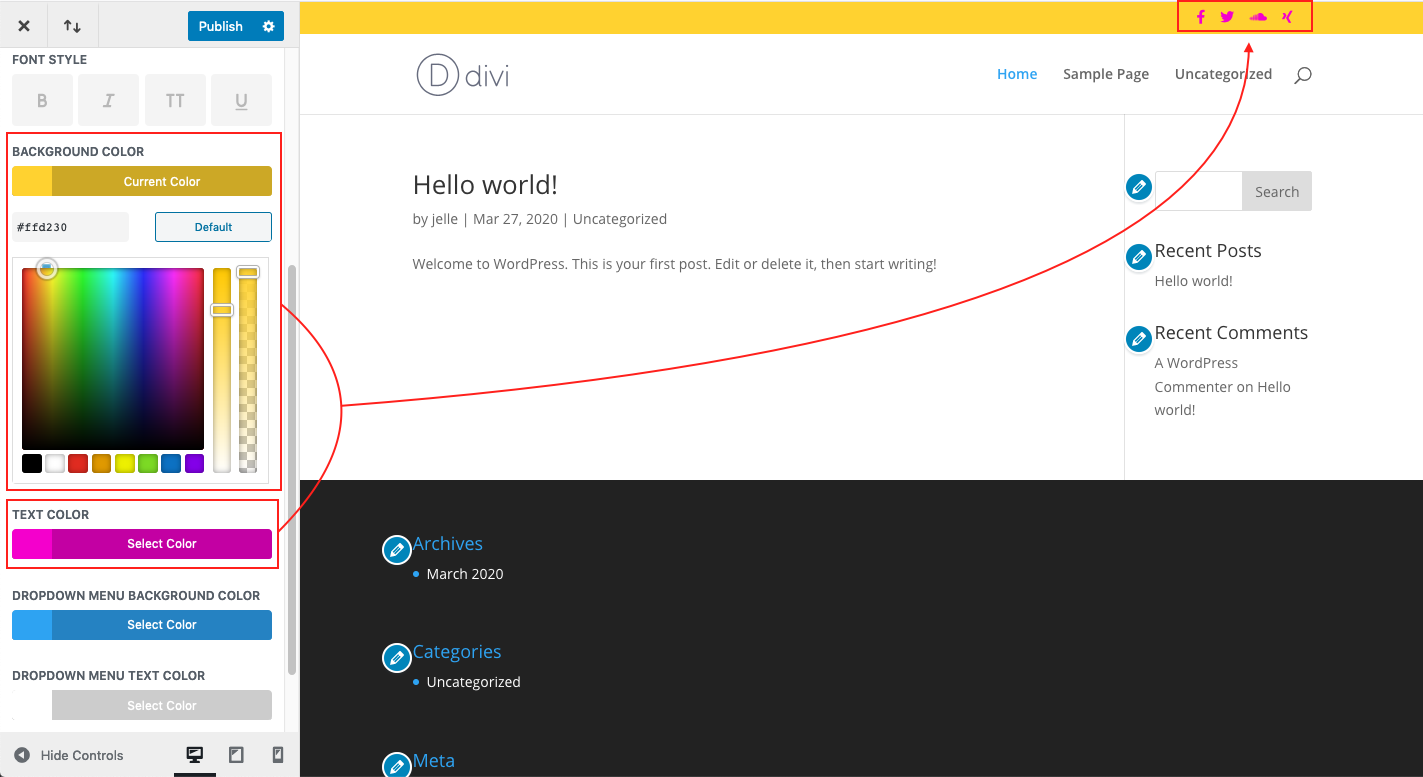 Publish
FONT STYLE
B I TT U
BACKGROUND COLOR
Current Color
#ffd230
Default
TEXT COLOR
Select Color
DROPDOWN MENU BACKGROUND COLOR
Select Color
DROPDOWN MENU TEXT COLOR
Select Color
Hide Controls
D divi
Home Sample Page Uncategorized
Hello world!
by jelle | Mar 27, 2020 | Uncategorized
Welcome to WordPress. This is your first post. Edit or delete it, then start writing!
Search
Recent Posts
Hello world!
Recent Comments
A WordPress
Commenter on Hello
world!
Archives
March 2020
Categories
Uncategorized
Meta